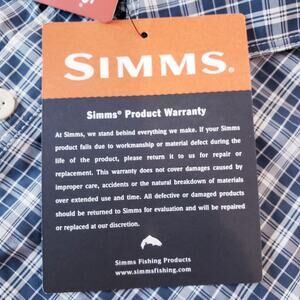 SIMMS®
Simms® Product Warranty
At Simms, we stand behind everything we make. If your Simms
product fails due to workmanship or material defect during the
life of the product, please return it to us for repair or
replacement. This warranty does not cover damages caused by
improper care, accidents or the natural breakdown of materials
over extended use and time. All defective or damaged products
should be returned to Simms for evaluation and will be repaired
or replaced at our discretion.
Simms Fishing Products
www.simmsfishing.com